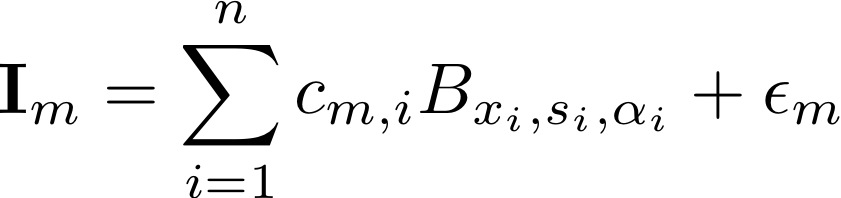 $\mathbf{I}_m = \sum_{i=1}^{n} c_{m,i} B_{x_i,s_i,\alpha_i} + \epsilon_m$